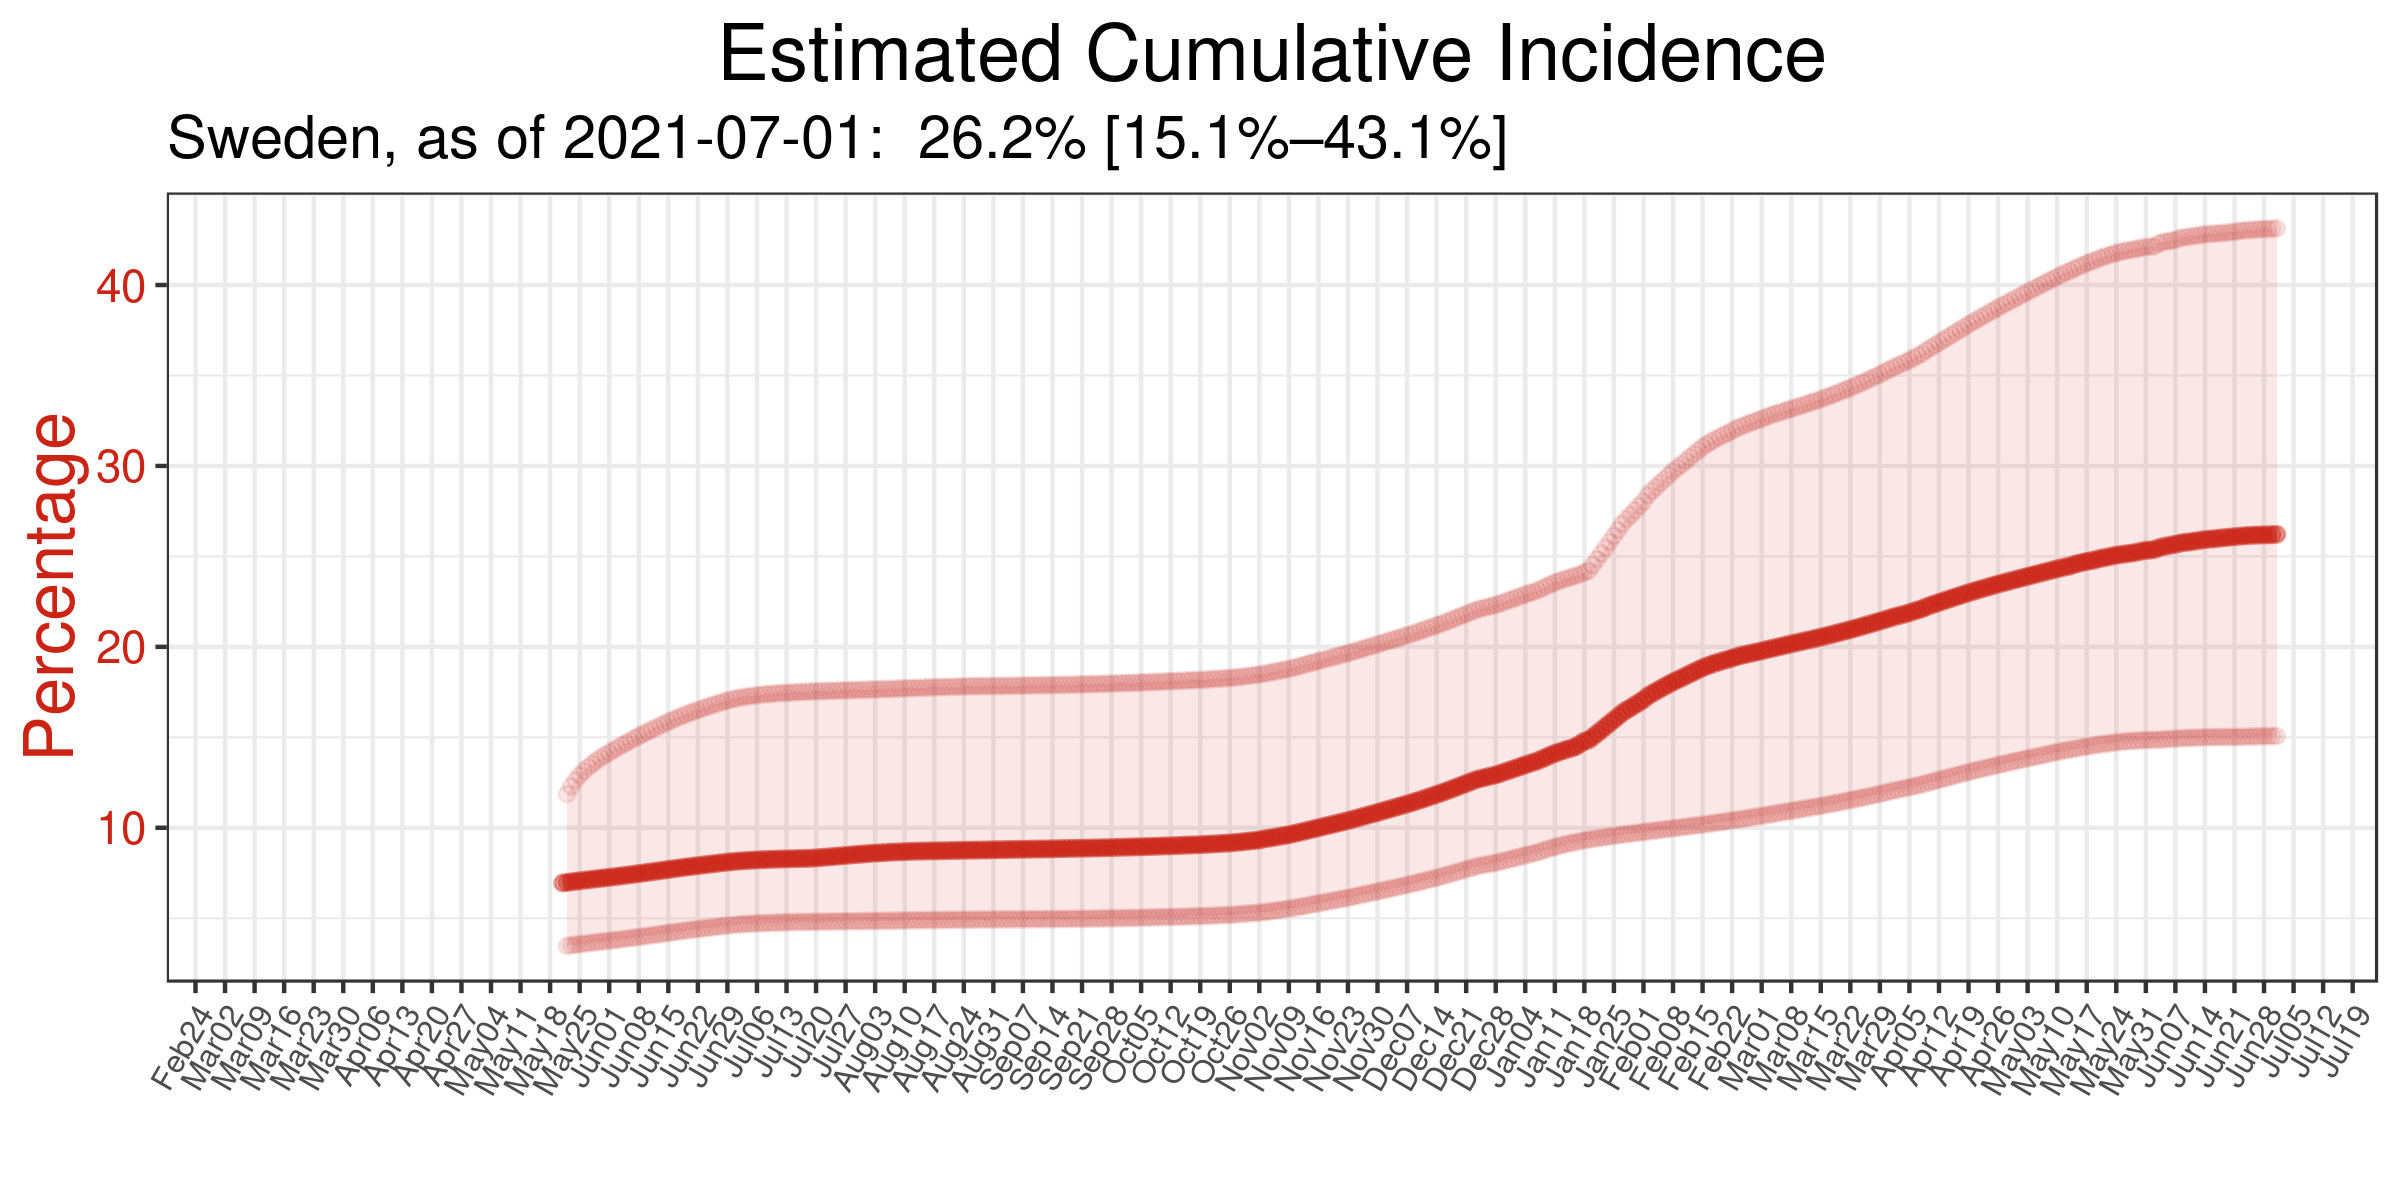 Estimated Cumulative Incidence
Sweden, as of 2021-07-01:  26.2% [15.1%–43.1%]
Percentage
40
30
20
10
Feb24
Mar02
Mar09
Mar16
Mar23
Mar30
Apr06
Apr13
Apr20
Apr27
May04
May11
May18
May25
Jun01
Jun08
Jun15
Jun22
Jun29
Jul06
Jul13
Jul20
Jul27
Aug03
Aug10
Aug17
Aug24
Aug31
Sep07
Sep14
Sep21
Sep28
Oct05
Oct12
Oct19
Oct26
Nov02
Nov09
Nov16
Nov23
Nov30
Dec07
Dec14
Dec21
Dec28
Jan04
Jan11
Jan18
Jan25
Feb01
Feb08
Feb15
Feb22
Mar01
Mar08
Mar15
Mar22
Mar29
Apr05
Apr12
Apr19
Apr26
May03
May10
May17
May24
May31
Jun07
Jun14
Jun21
Jun28
Jul05
Jul12
Jul19